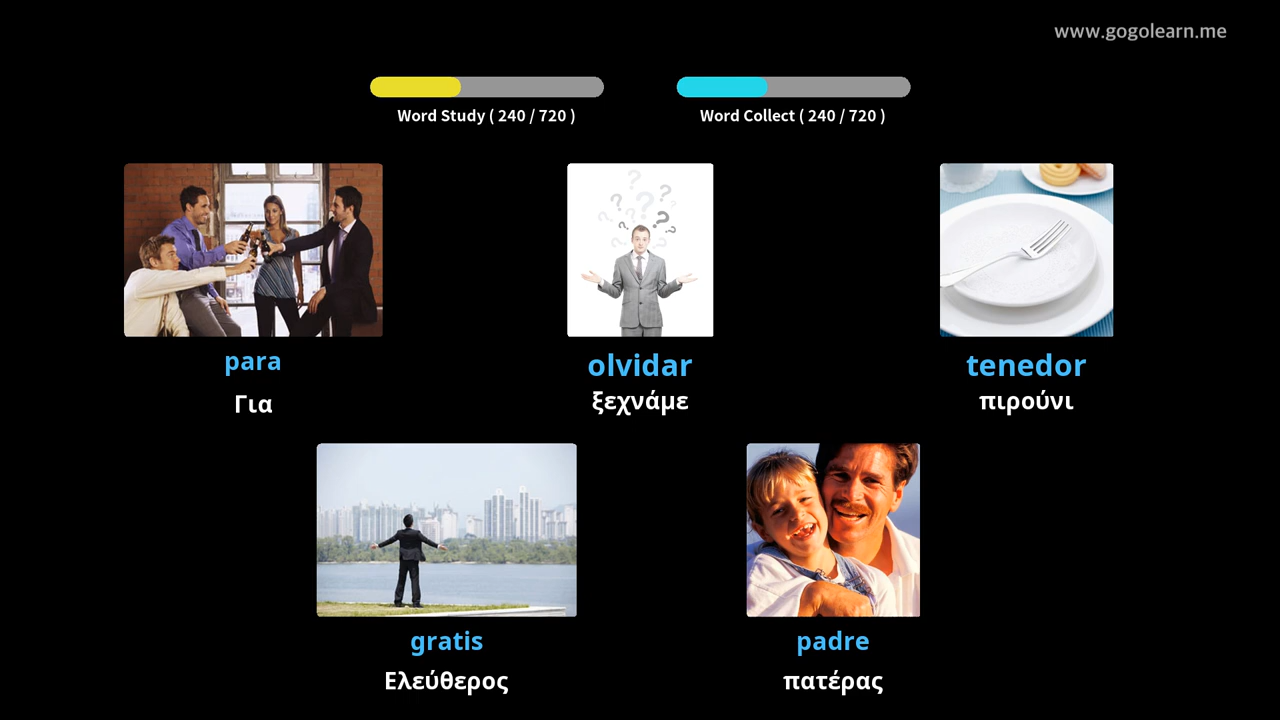 www.gogolearn.me
Word Study ( 240 / 720 )
Word Collect ( 240 / 720 )
para
Για
olvidar
ξεχνάμε
tenedor
πιρούνι
gratis
Ελεύθερος
padre
πατέρας